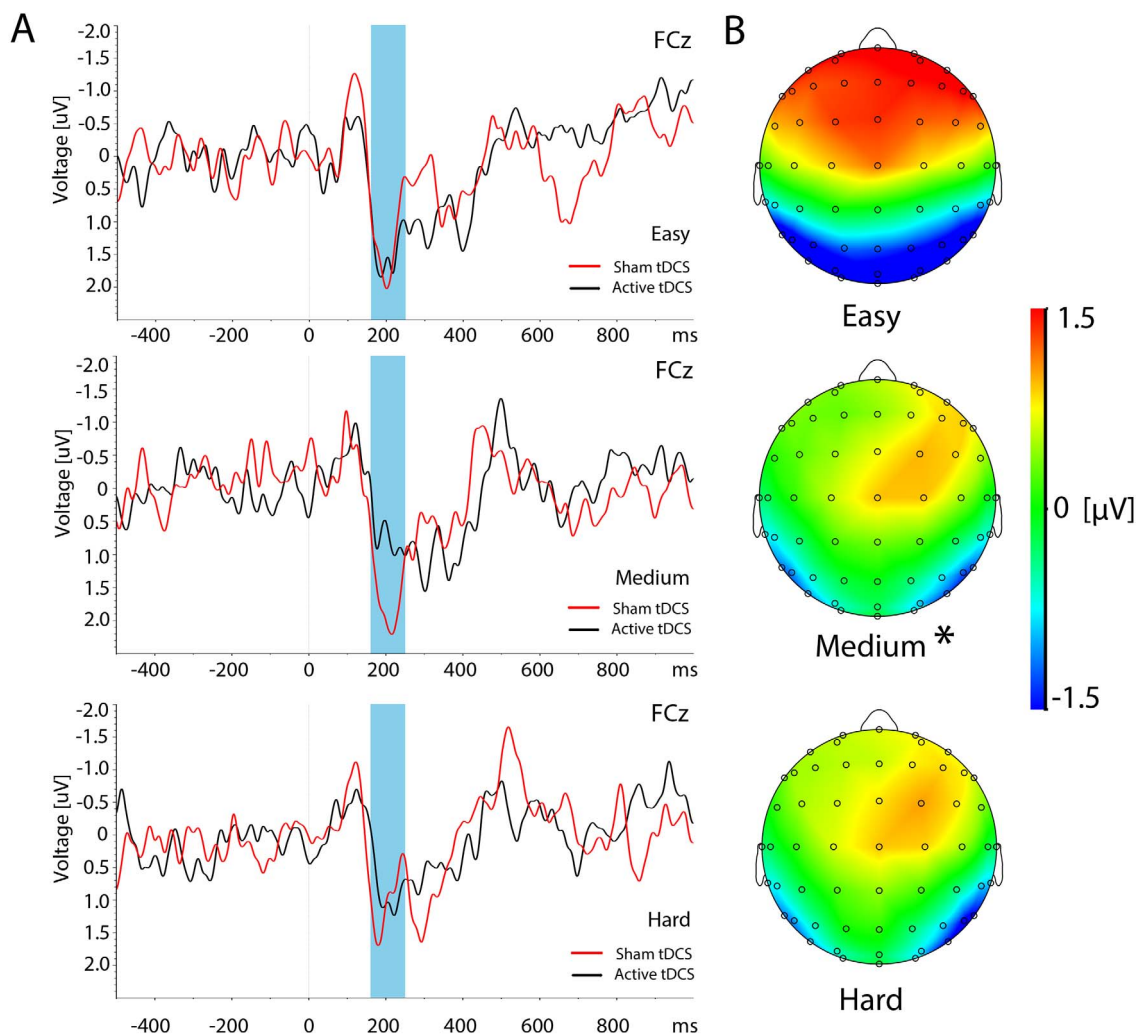 A
B
-2.0
-1.5
-1.0
-0.5
0
0.5
1.0
1.5
2.0
Voltage [uV]
FCz
Easy
Sham tDCS
Active tDCS
-400 -200 0 200 400 600 800 ms
Easy
-2.0
-1.5
-1.0
-0.5
0
0.5
1.0
1.5
2.0
Voltage [uV]
FCz
Medium
Sham tDCS
Active tDCS
-400 -200 0 200 400 600 800 ms
Medium *
1.5
0 [μV]
-1.5
-2.0
-1.5
-1.0
-0.5
0
0.5
1.0
1.5
2.0
Voltage [uV]
FCz
Hard
Sham tDCS
Active tDCS
-400 -200 0 200 400 600 800 ms
Hard